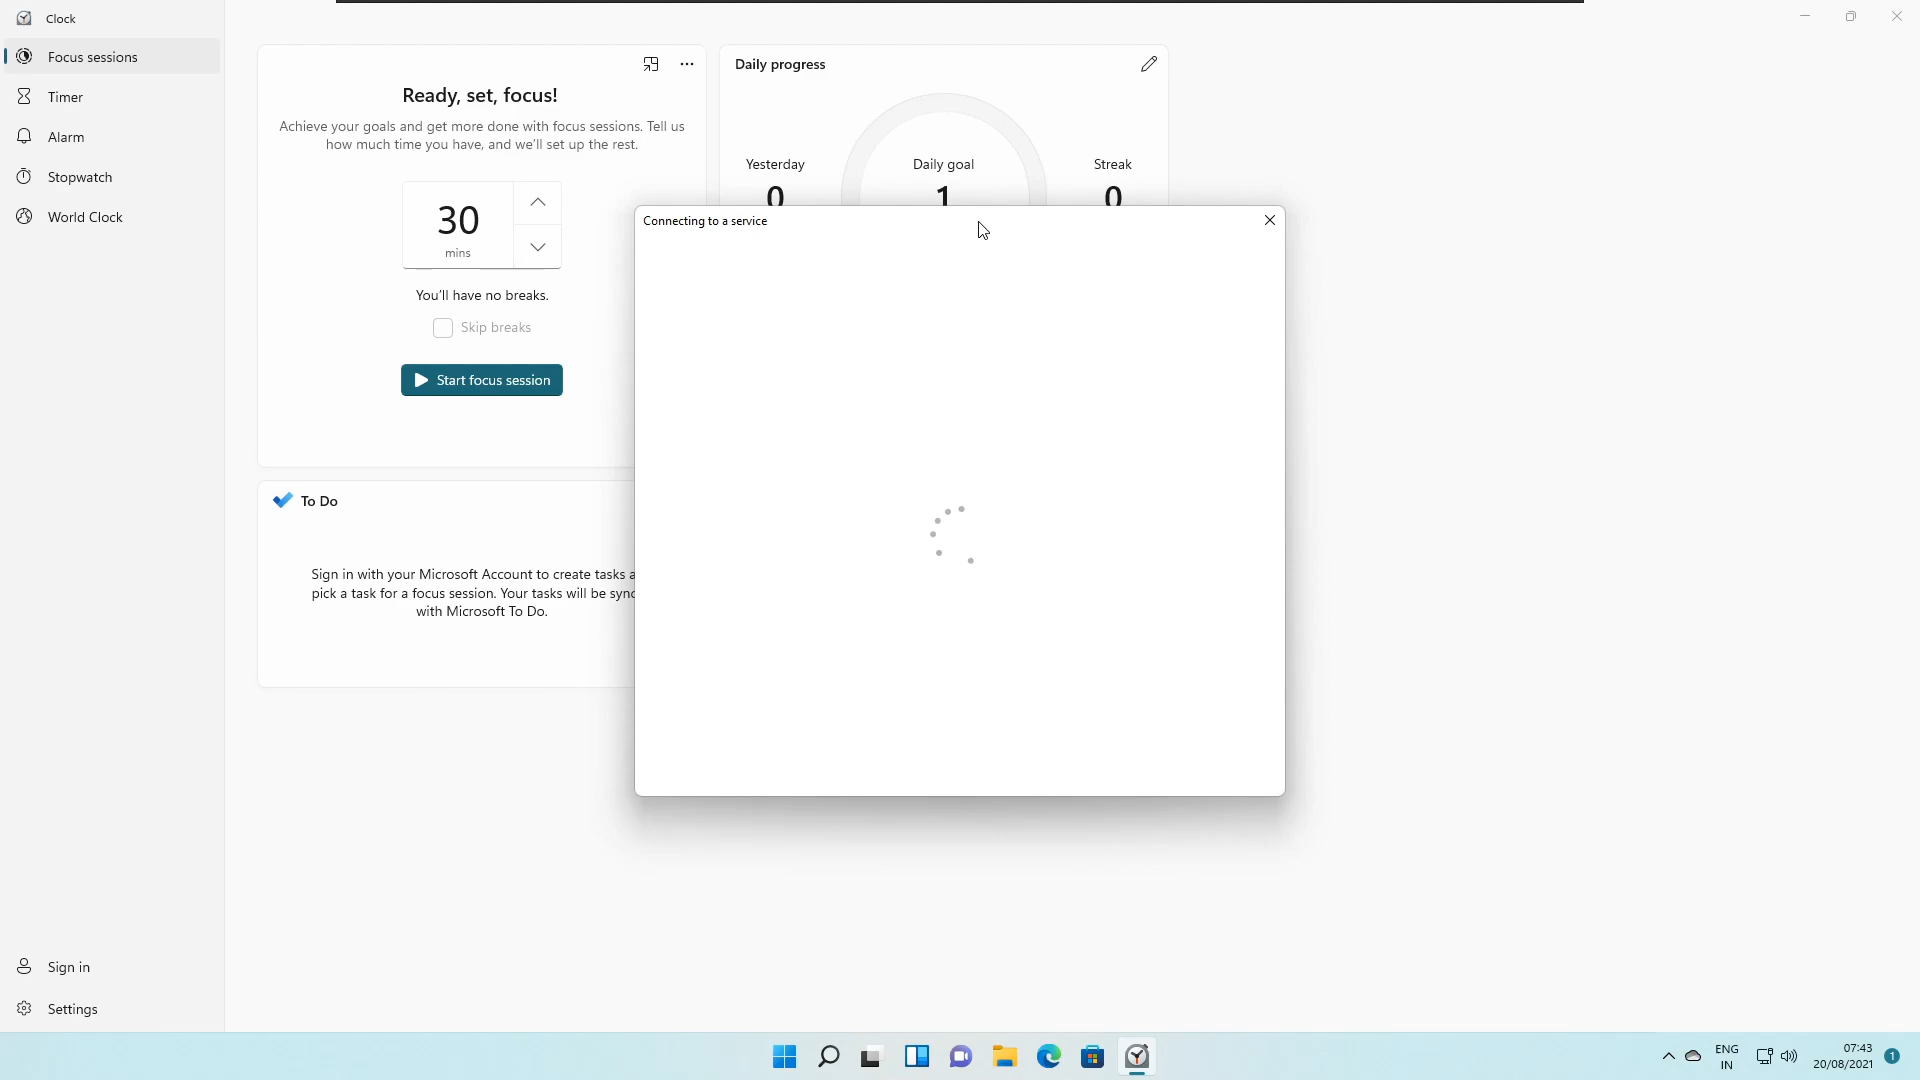 Clock
Focus sessions
Timer
Alarm
Stopwatch
World Clock
Sign in
Settings
Ready, set, focus!
Achieve your goals and get more done with focus sessions. Tell us
how much time you have, and we'll set up the rest.
30
mins
You'll have no breaks.
Skip breaks
Start focus session
Daily progress
Yesterday
0
Daily goal
1
Streak
0
Connecting to a service
To Do
Sign in with your Microsoft Account to create tasks
pick a task for a focus session. Your tasks will be
with Microsoft To Do.
ENG
IN
07:43
20/08/2021
1